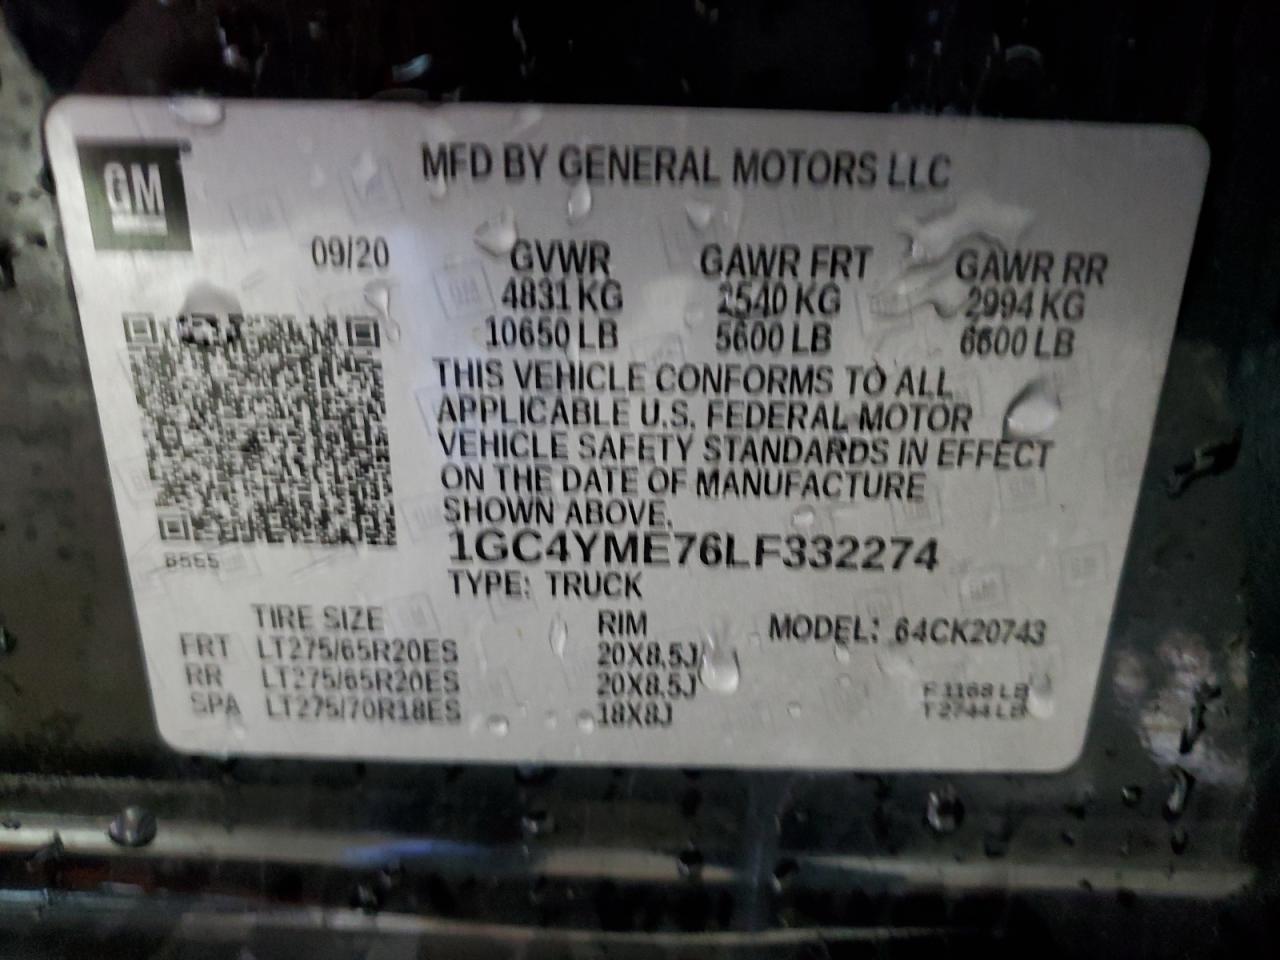 GM
MFD BY GENERAL MOTORS LLC
09/20 GVWR GAWR FRT GAWR RR
4831 KG 2540 KG 2994 KG
10650 LB 5600 LB 6600 LB
THIS VEHICLE CONFORMS TO ALL
APPLICABLE U.S. FEDERAL MOTOR
VEHICLE SAFETY STANDARDS IN EFFECT
ON THE DATE OF MANUFACTURE
SHOWN ABOVE.
1GC4YME76LF332274
TYPE: TRUCK
TIRE SIZE RIM MODEL: 64CK20743
FRT LT275/65R20ES 20X8.5J
RR LT275/65R20ES 20X8.5J
SPA LT275/70R18ES 18X8J
F 1168 LB
T 2744 LB